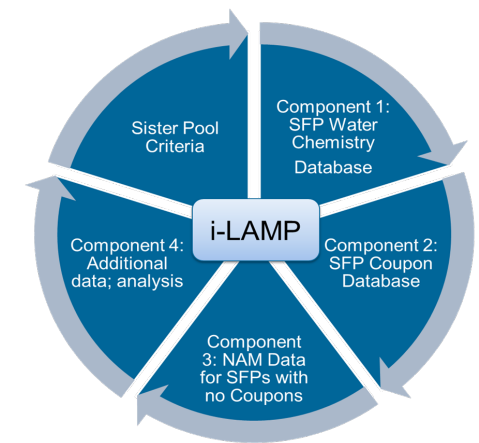 Sister Pool
Criteria
Component 1:
SFP Water
Chemistry
Database
i-LAMP
Component 4:
Additional
data; analysis
Component 2:
SFP Coupon
Database
Component
3: NAM Data
for SFPs with
no Coupons